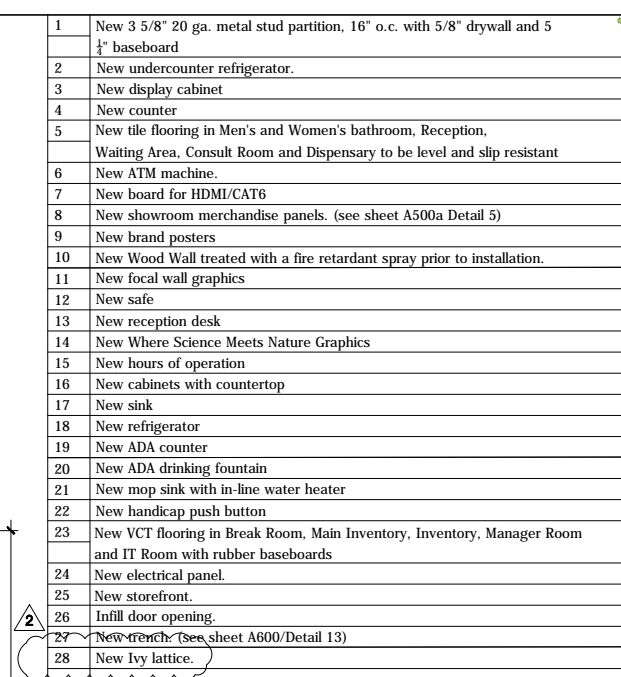 1 New 3 5/8" 20 ga. metal stud partition, 16" o.c. with 5/8" drywall and 5
¼" baseboard
2 New undercounter refrigerator.
3 New display cabinet
4 New counter
5 New tile flooring in Men's and Women's bathroom, Reception,
Waiting Area, Consult Room and Dispensary to be level and slip resistant
6 New ATM machine.
7 New board for HDMI/CAT6
8 New showroom merchandise panels. (see sheet A500a Detail 5)
9 New brand posters
10 New Wood Wall treated with a fire retardant spray prior to installation.
11 New focal wall graphics
12 New safe
13 New reception desk
14 New Where Science Meets Nature Graphics
15 New hours of operation
16 New cabinets with countertop
17 New sink
18 New refrigerator
19 New ADA counter
20 New ADA drinking fountain
21 New mop sink with in-line water heater
22 New handicap push button
23 New VCT flooring in Break Room, Main Inventory, Inventory, Manager Room
and IT Room with rubber baseboards
24 New electrical panel.
25 New storefront.
2
26 Infill door opening.
27 New trench. (see sheet A600/Detail 13)
28 New Ivy lattice.